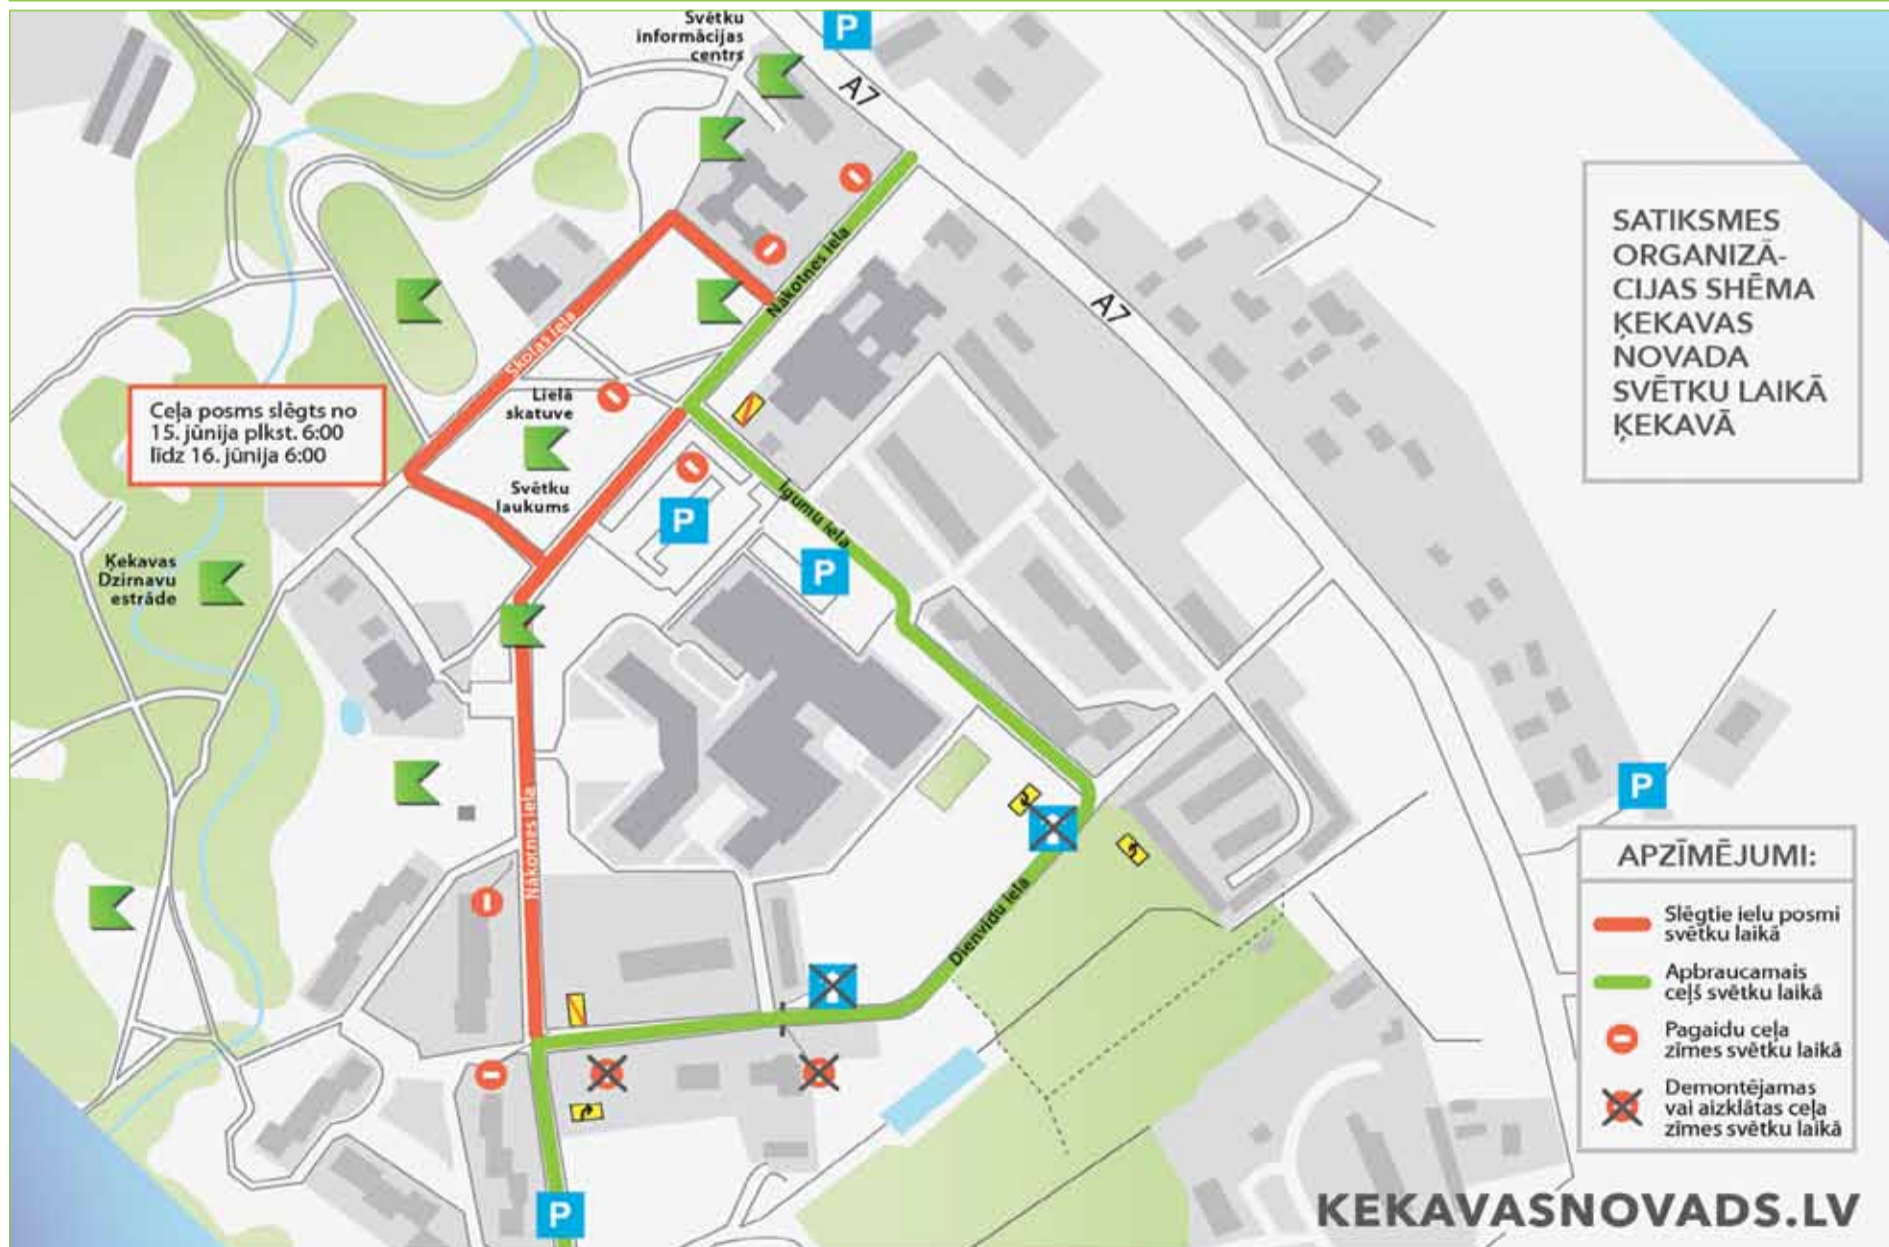 Svētku
informācijas
centrs
P
A7
Nākotnes iela
A7
Skolas iela
Lielā
skatuve
Svētku
laukums
Ceļa posms slēgts no
15. jūnija plkst. 6:00
līdz 16. jūnija 6:00
P
Igumu iela
P
Ķekavas
Dzirnavu
estrāde
Nākotnes iela
Dienvidu iela
P
P
SATIKSMES
ORGANIZĀ-
CIJAS SHĒMA
ĶEKAVAS
NOVADA
SVĒTKU LAIKĀ
ĶEKAVĀ
APZĪMĒJUMI:
Slēgtie ielu posmi
svētku laikā
Apbraucamais
ceļš svētku laikā
Pagaidu ceļa
zīmes svētku laikā
Demontējamas
vai aizklātas ceļa
zīmes svētku laikā
KEKAVASNOVADS.LV